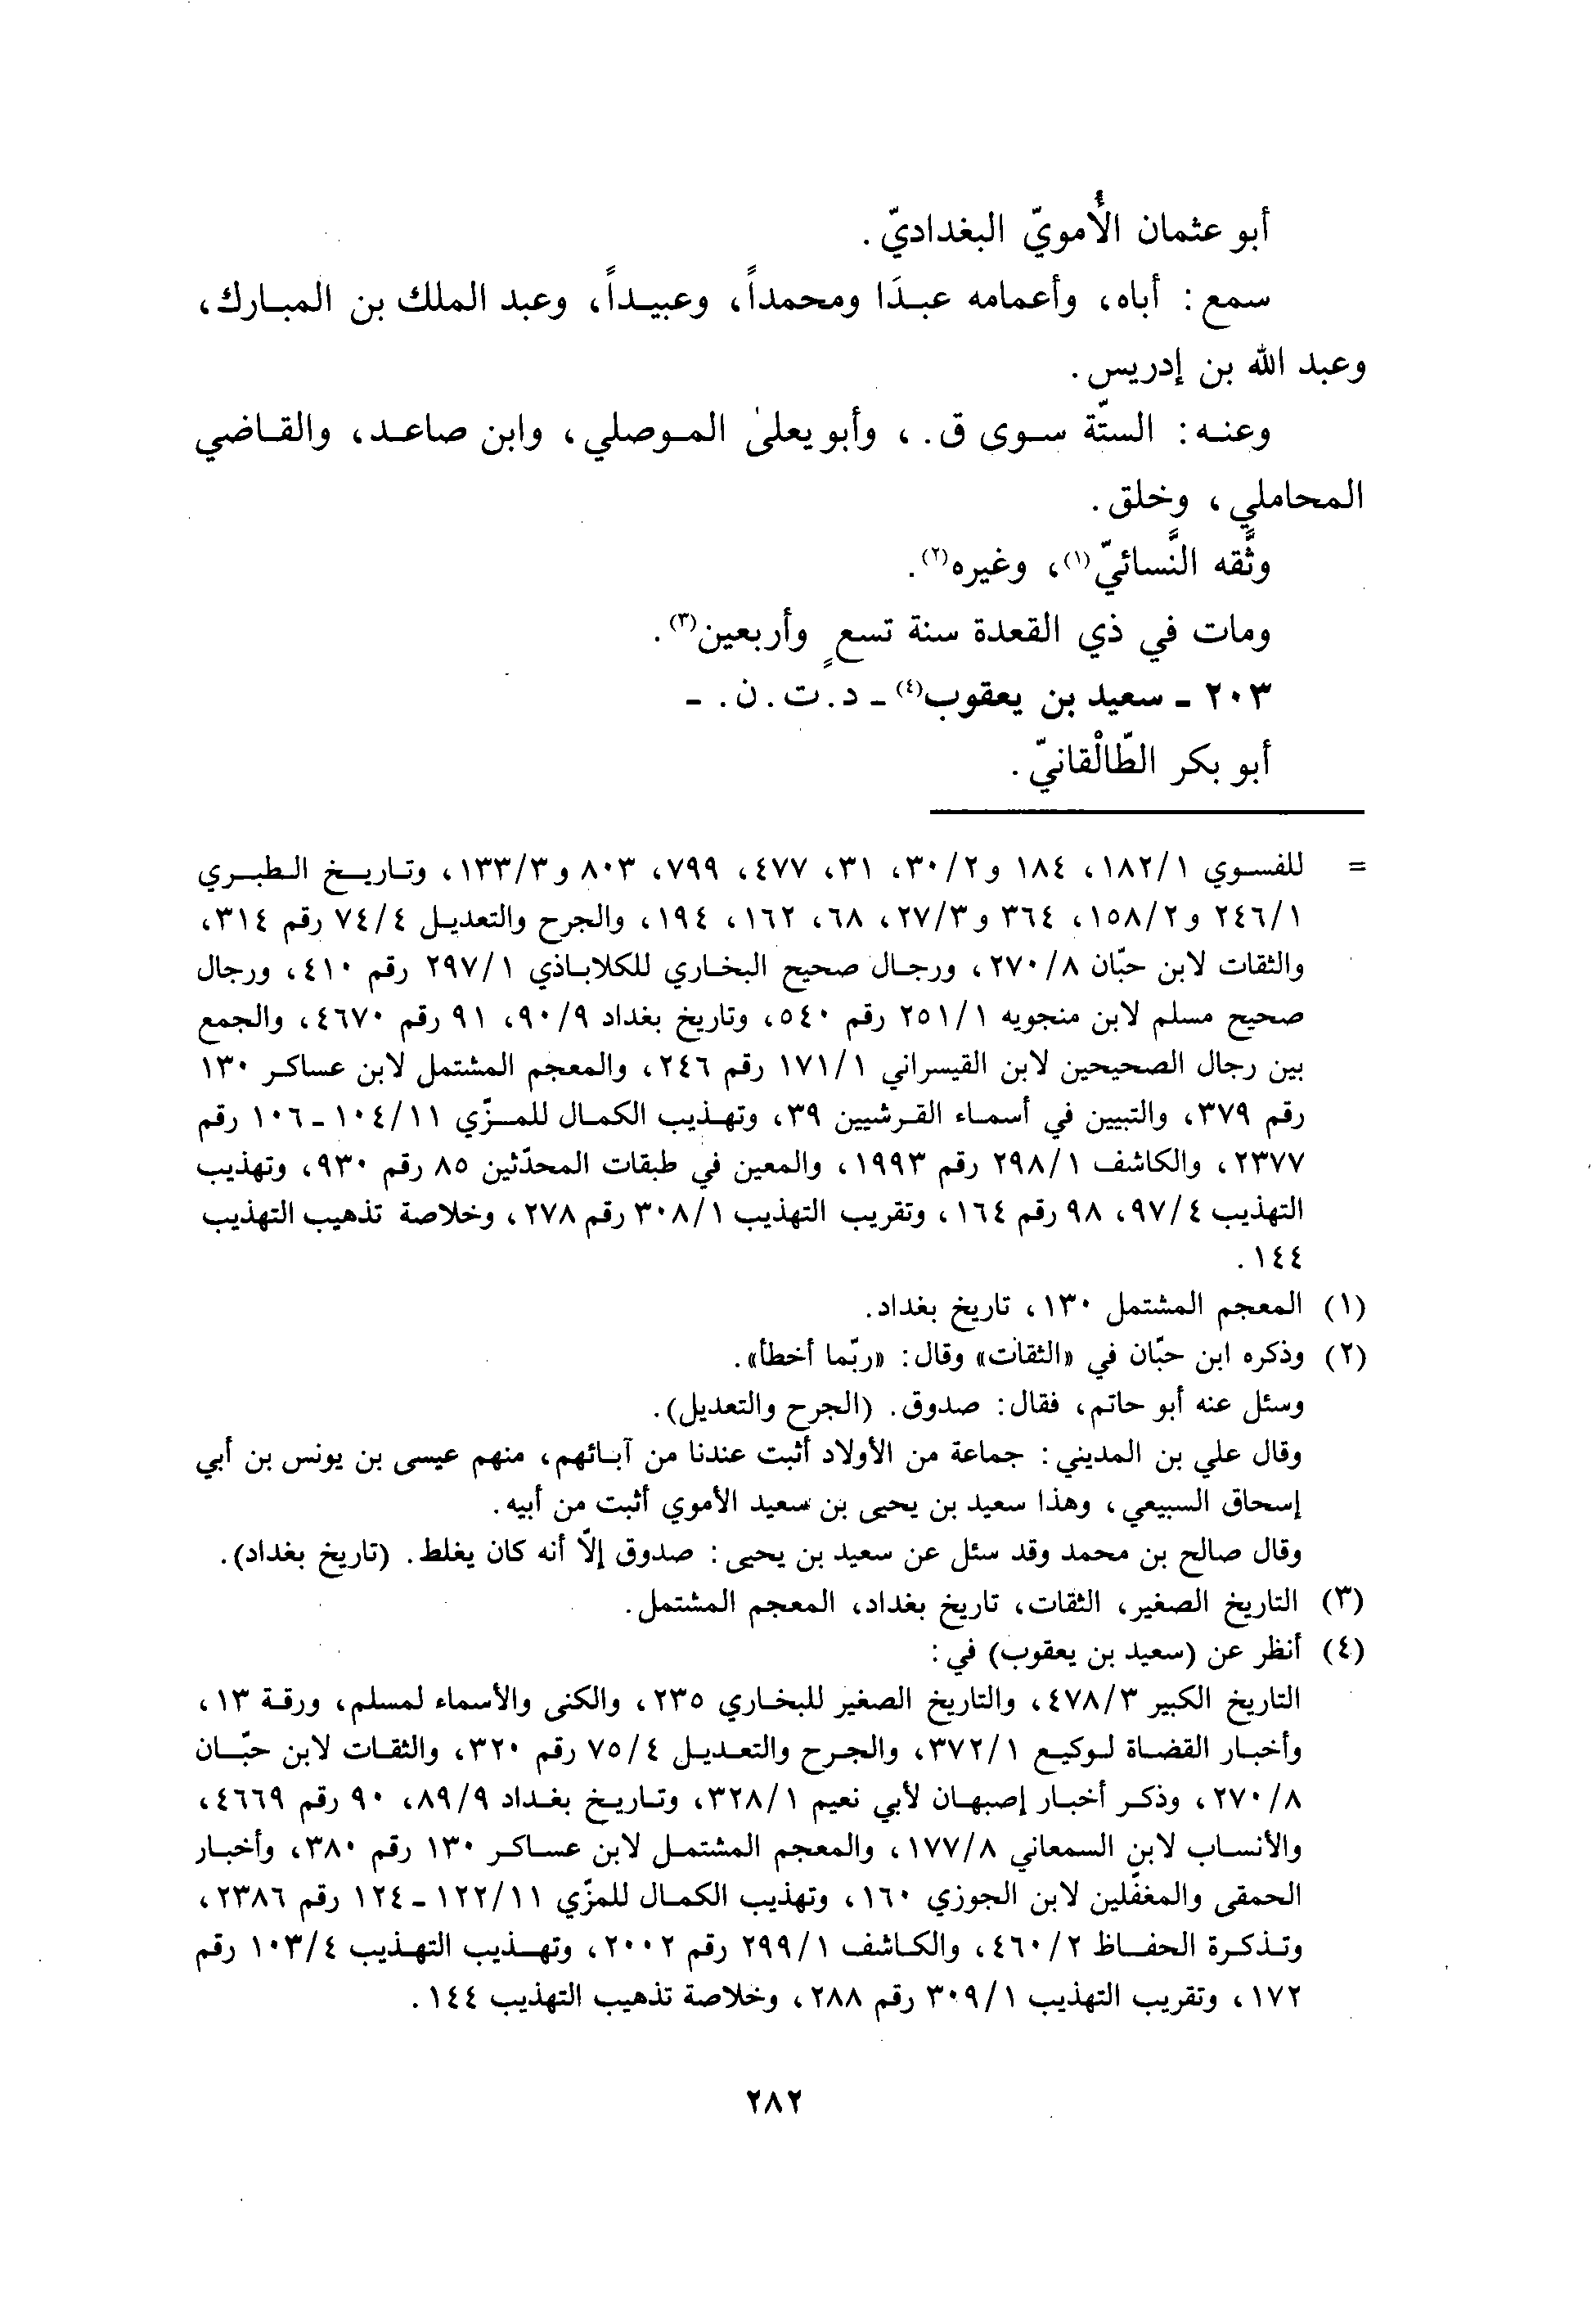 أبو عثمان الأُمويّ البغداديّ.
سمع: أباه، وأعمامه عبدَا ومحمداً، وعبيداً، وعبد الملك بن المبارك،
وعبد الله بن إدريس.
وعنه: الستّة سوى ق.، وأبو يعلىٰ الموصلي، وابن صاعد، والقاضي
المحاملي، وخلق.
وثَّقه النَّسائيّ(١)، وغيره(٢).
ومات في ذي القعدة سنة تسعٍ وأربعين(٣).
٢٠٣ ـ سعيد بن يعقوب(٤) ـ د. ت. ن. ـ
أبو بكر الطّالْقانيّ.
= للفسوي ١/١٨٢، ١٨٤ و٢/٣٠، ٣١، ٤٧٧، ٧٩٩، ٨٠٣ و٣/١٣٣، وتاريخ الطبري
١/٢٤٦ و٢/١٥٨، ٣٦٤ و٣/٢٧، ٦٨، ١٦٢، ١٩٤، والجرح والتعديل ٤/٧٤ رقم ٣١٤،
والثقات لابن حبّان ٨/٢٧٠، ورجال صحيح البخاري للكلاباذي ١/٢٩٧ رقم ٤١٠، ورجال
صحيح مسلم لابن منجويه ١/٢٥١ رقم ٥٤٠، وتاريخ بغداد ٩/٩٠، ٩١ رقم ٤٦٧٠، والجمع
بين رجال الصحيحين لابن القيسراني ١/١٧١ رقم ٢٤٦، والمعجم المشتمل لابن عساكر ١٣٠
رقم ٣٧٩، والتبيين في أسماء القرشيين ٣٩، وتهذيب الكمال للمزّي ١١/١٠٤ ـ ١٠٦ رقم
٢٣٧٧، والكاشف ١/٢٩٨ رقم ١٩٩٣، والمعين في طبقات المحدّثين ٨٥ رقم ٩٣٠، وتهذيب
التهذيب ٤/٩٧، ٩٨ رقم ١٦٤، وتقريب التهذيب ١/٣٠٨ رقم ٢٧٨، وخلاصة تذهيب التهذيب
١٤٤.
(١) المعجم المشتمل ١٣٠، تاريخ بغداد.
(٢) وذكره ابن حبّان في «الثقات» وقال: «ربّما أخطأ».
وسئل عنه أبو حاتم، فقال: صدوق. (الجرح والتعديل).
وقال علي بن المديني: جماعة من الأولاد أثبت عندنا من آبائهم، منهم عيسى بن يونس بن أبي
إسحاق السبيعي، وهذا سعيد بن يحيى بن سعيد الأموي أثبت من أبيه.
وقال صالح بن محمد وقد سئل عن سعيد بن يحيى: صدوق إلّا أنه كان يغلط. (تاريخ بغداد).
(٣) التاريخ الصغير، الثقات، تاريخ بغداد، المعجم المشتمل.
(٤) أنظر عن (سعيد بن يعقوب) في:
التاريخ الكبير ٣/٤٧٨، والتاريخ الصغير للبخاري ٢٣٥، والكنى والأسماء لمسلم، ورقة ١٣،
وأخبار القضاة لوكيع ١/٣٧٢، والجرح والتعديل ٤/٧٥ رقم ٣٢٠، والثقات لابن حبّان
٨/٢٧٠، وذكر أخبار إصبهان لأبي نعيم ١/٣٢٨، وتاريخ بغداد ٩/٨٩، ٩٠ رقم ٤٦٦٩،
والأنساب لابن السمعاني ٨/١٧٧، والمعجم المشتمل لابن عساكر ١٣٠ رقم ٣٨٠، وأخبار
الحمقى والمغفّلين لابن الجوزي ١٦٠، وتهذيب الكمال للمزّي ١١/١٢٢ ـ ١٢٤ رقم ٢٣٨٦،
وتذكرة الحفاظ ٢/٤٦٠، والكاشف ١/٢٩٩ رقم ٢٠٠٢، وتهذيب التهذيب ٤/١٠٣ رقم
١٧٢، وتقريب التهذيب ١/٣٠٩ رقم ٢٨٨، وخلاصة تذهيب التهذيب ١٤٤.
٢٨٢